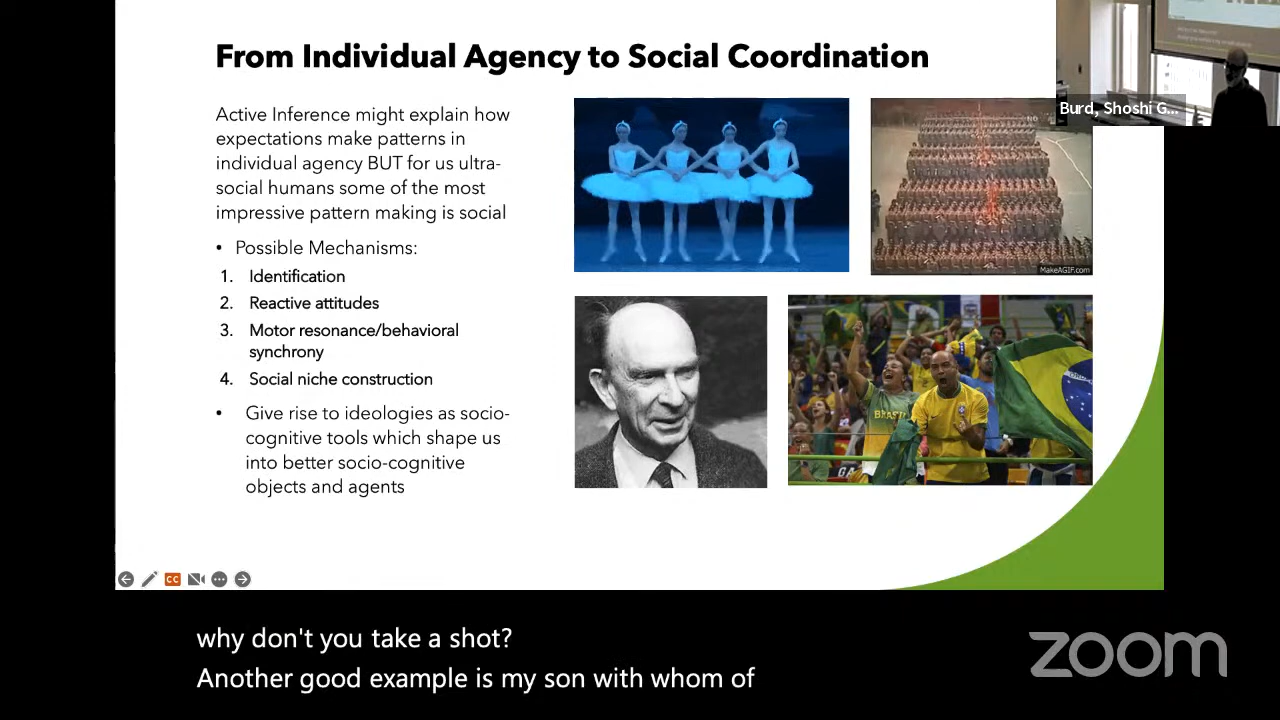 From Individual Agency to Social Coordination
Active Inference might explain how
expectations make patterns in
individual agency BUT for us ultra-
social humans some of the most
impressive pattern making is social
• Possible Mechanisms:
1. Identification
2. Reactive attitudes
3. Motor resonance/behavioral
synchrony
4. Social niche construction
• Give rise to ideologies as socio-
cognitive tools which shape us
into better socio-cognitive
objects and agents
MakeAGIF.com
BRASIL
Burd, Shoshi G...
CC
why don't you take a shot?
Another good example is my son with whom of
zoom